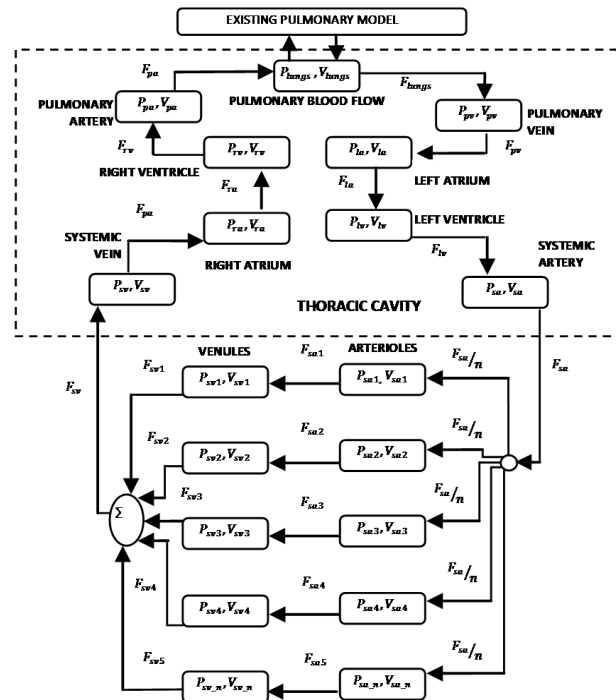 EXISTING PULMONARY MODEL
F_pa
P_lungs, V_lungs
F_lungs
PULMONARY BLOOD FLOW
PULMONARY
ARTERY
P_pa, V_pa
P_pv, V_pv
PULMONARY
VEIN
F_rv
P_rv, V_rv
P_la, V_la
F_pv
RIGHT VENTRICLE
F_ra
F_la
LEFT ATRIUM
F_pa
P_ra, V_ra
P_lv, V_lv
LEFT VENTRICLE
F_lv
SYSTEMIC
VEIN
RIGHT ATRIUM
SYSTEMIC
ARTERY
P_sv, V_sv
P_sa, V_sa
THORACIC CAVITY
VENULES
F_sa1
ARTERIOLES
F_sa/n
F_sa
F_sv
F_sv1
P_sv1, V_sv1
P_sa1, V_sa1
F_sv2
F_sa2
F_sa/n
P_sv2, V_sv2
P_sa2, V_sa2
F_sv3
F_sa3
F_sa/n
Σ
P_sv3, V_sv3
P_sa3, V_sa3
F_sv4
F_sa4
F_sa/n
P_sv4, V_sv4
P_sa4, V_sa4
F_sv5
F_sa5
F_sa/n
P_sv_n, V_sv_n
P_sa_n, V_sa_n